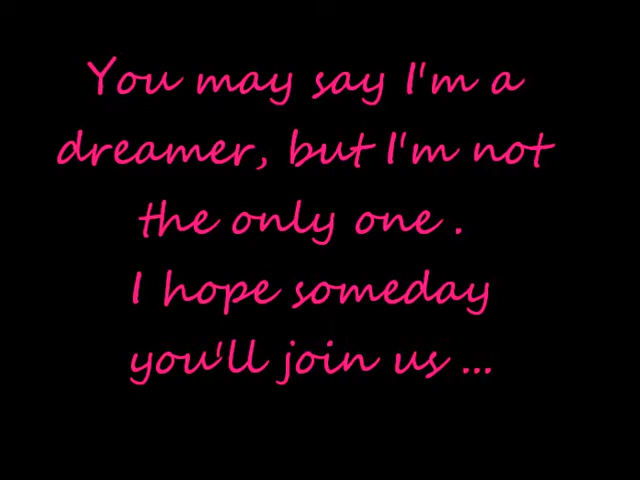 You may say I'm a
dreamer, but I'm not
the only one .
I hope someday
you'll join us ...